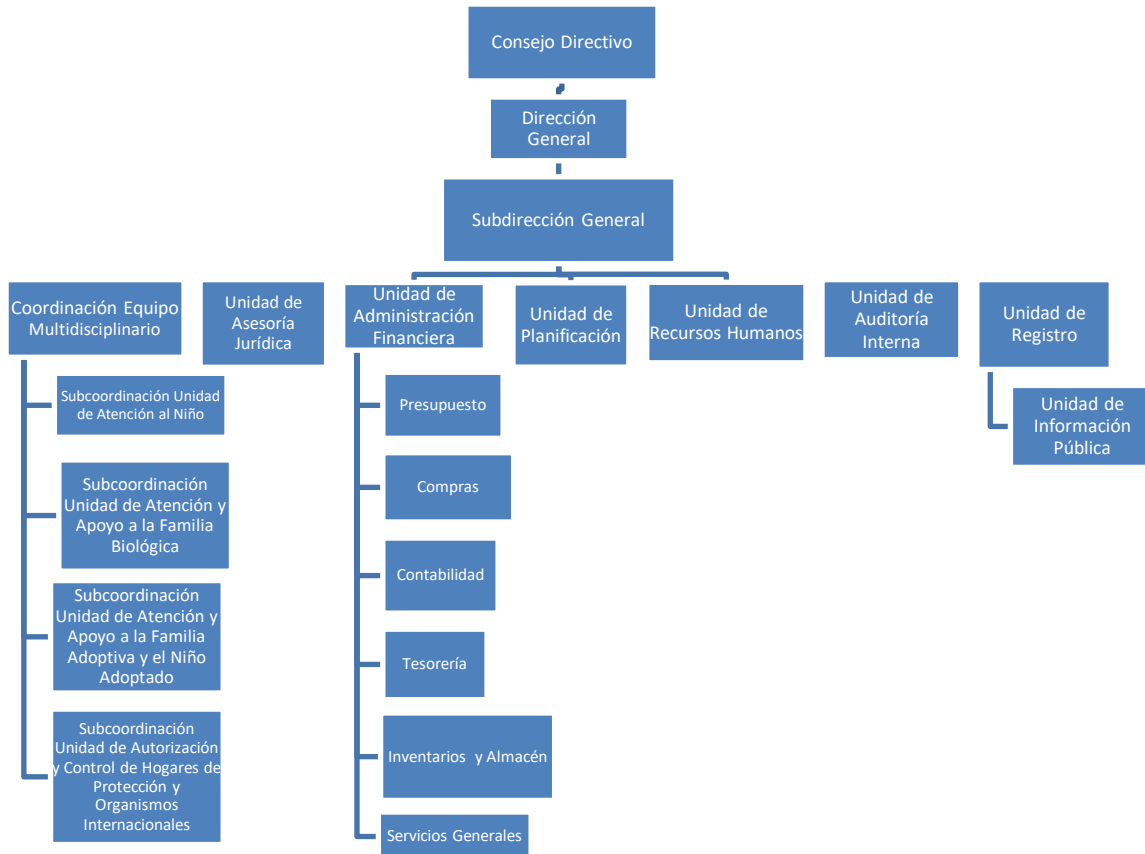 Consejo Directivo
Dirección
General
Subdirección General
Coordinación Equipo
Multidisciplinario
Unidad de
Asesoría
Jurídica
Unidad de
Administración
Financiera
Unidad de
Planificación
Unidad de
Recursos Humanos
Unidad de
Auditoría
Interna
Unidad de
Registro
Subcoordinación Unidad
de Atención al Niño
Subcoordinación
Unidad de Atención y
Apoyo a la Familia
Biológica
Subcoordinación
Unidad de Atención y
Apoyo a la Familia
Adoptiva y el Niño
Adoptado
Subcoordinación
Unidad de Autorización
y Control de Hogares de
Protección y
Organismos
Internacionales
Presupuesto
Compras
Contabilidad
Tesorería
Inventarios y Almacén
Servicios Generales
Unidad de
Información
Pública